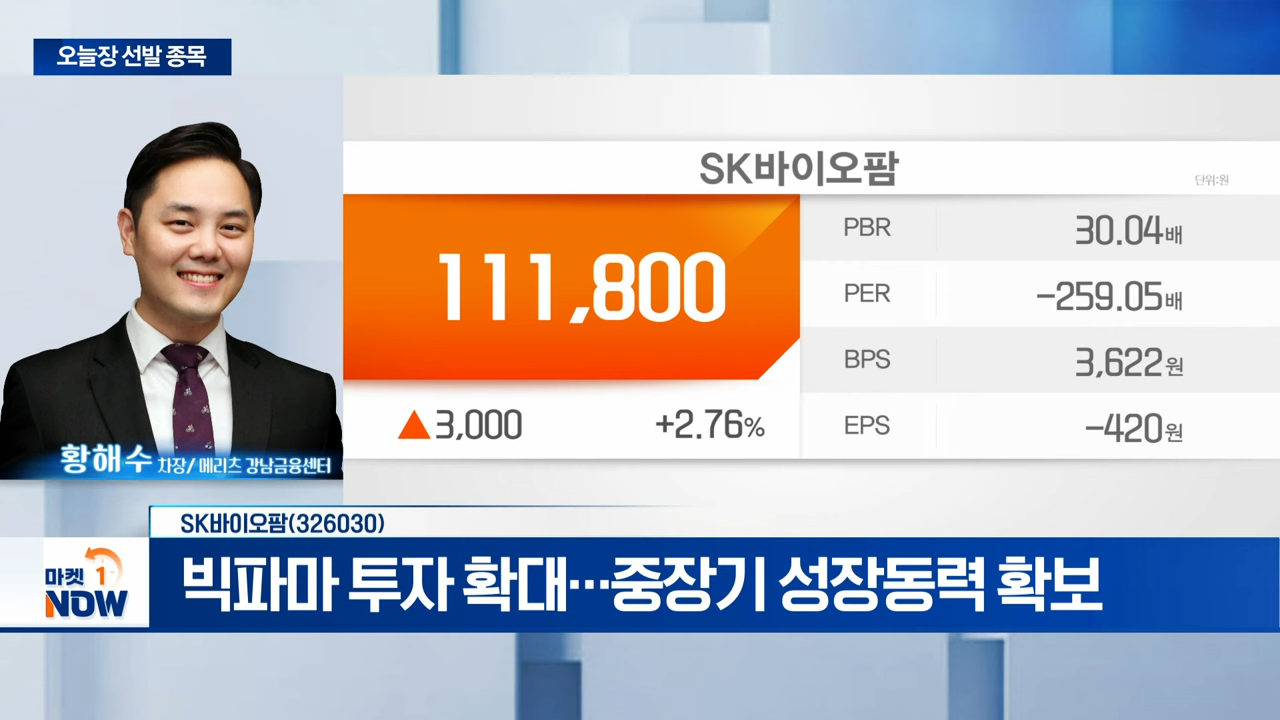 오늘장 선발 종목
SK바이오팜
단위:원
111,800
▲3,000 +2.76%
PBR 30.04배
PER -259.05배
BPS 3,622원
EPS -420원
황해수 차장/ 메리츠 강남금융센터
SK바이오팜(326030)
마켓 1
NOW
빅파마 투자 확대…중장기 성장동력 확보